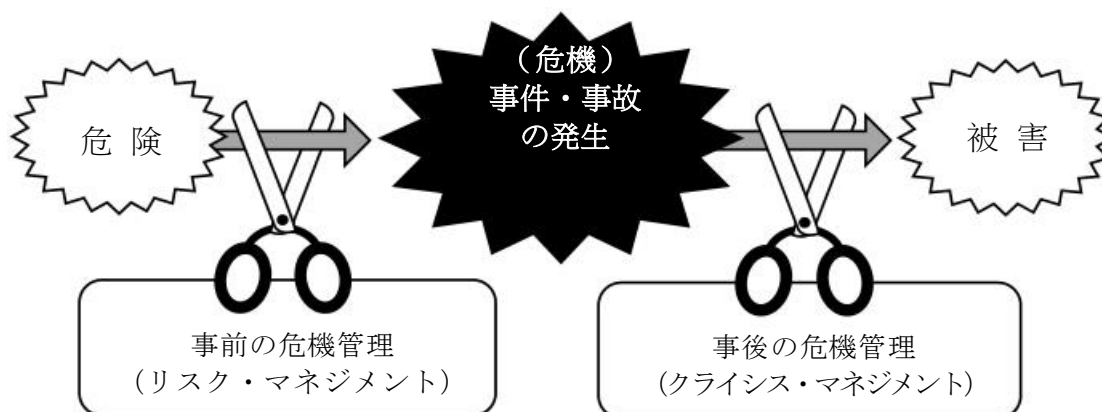 危 険
（危機）
事件・事故
の発生
被 害
事前の危機管理
（リスク・マネジメント）
事後の危機管理
（クライシス・マネジメント）